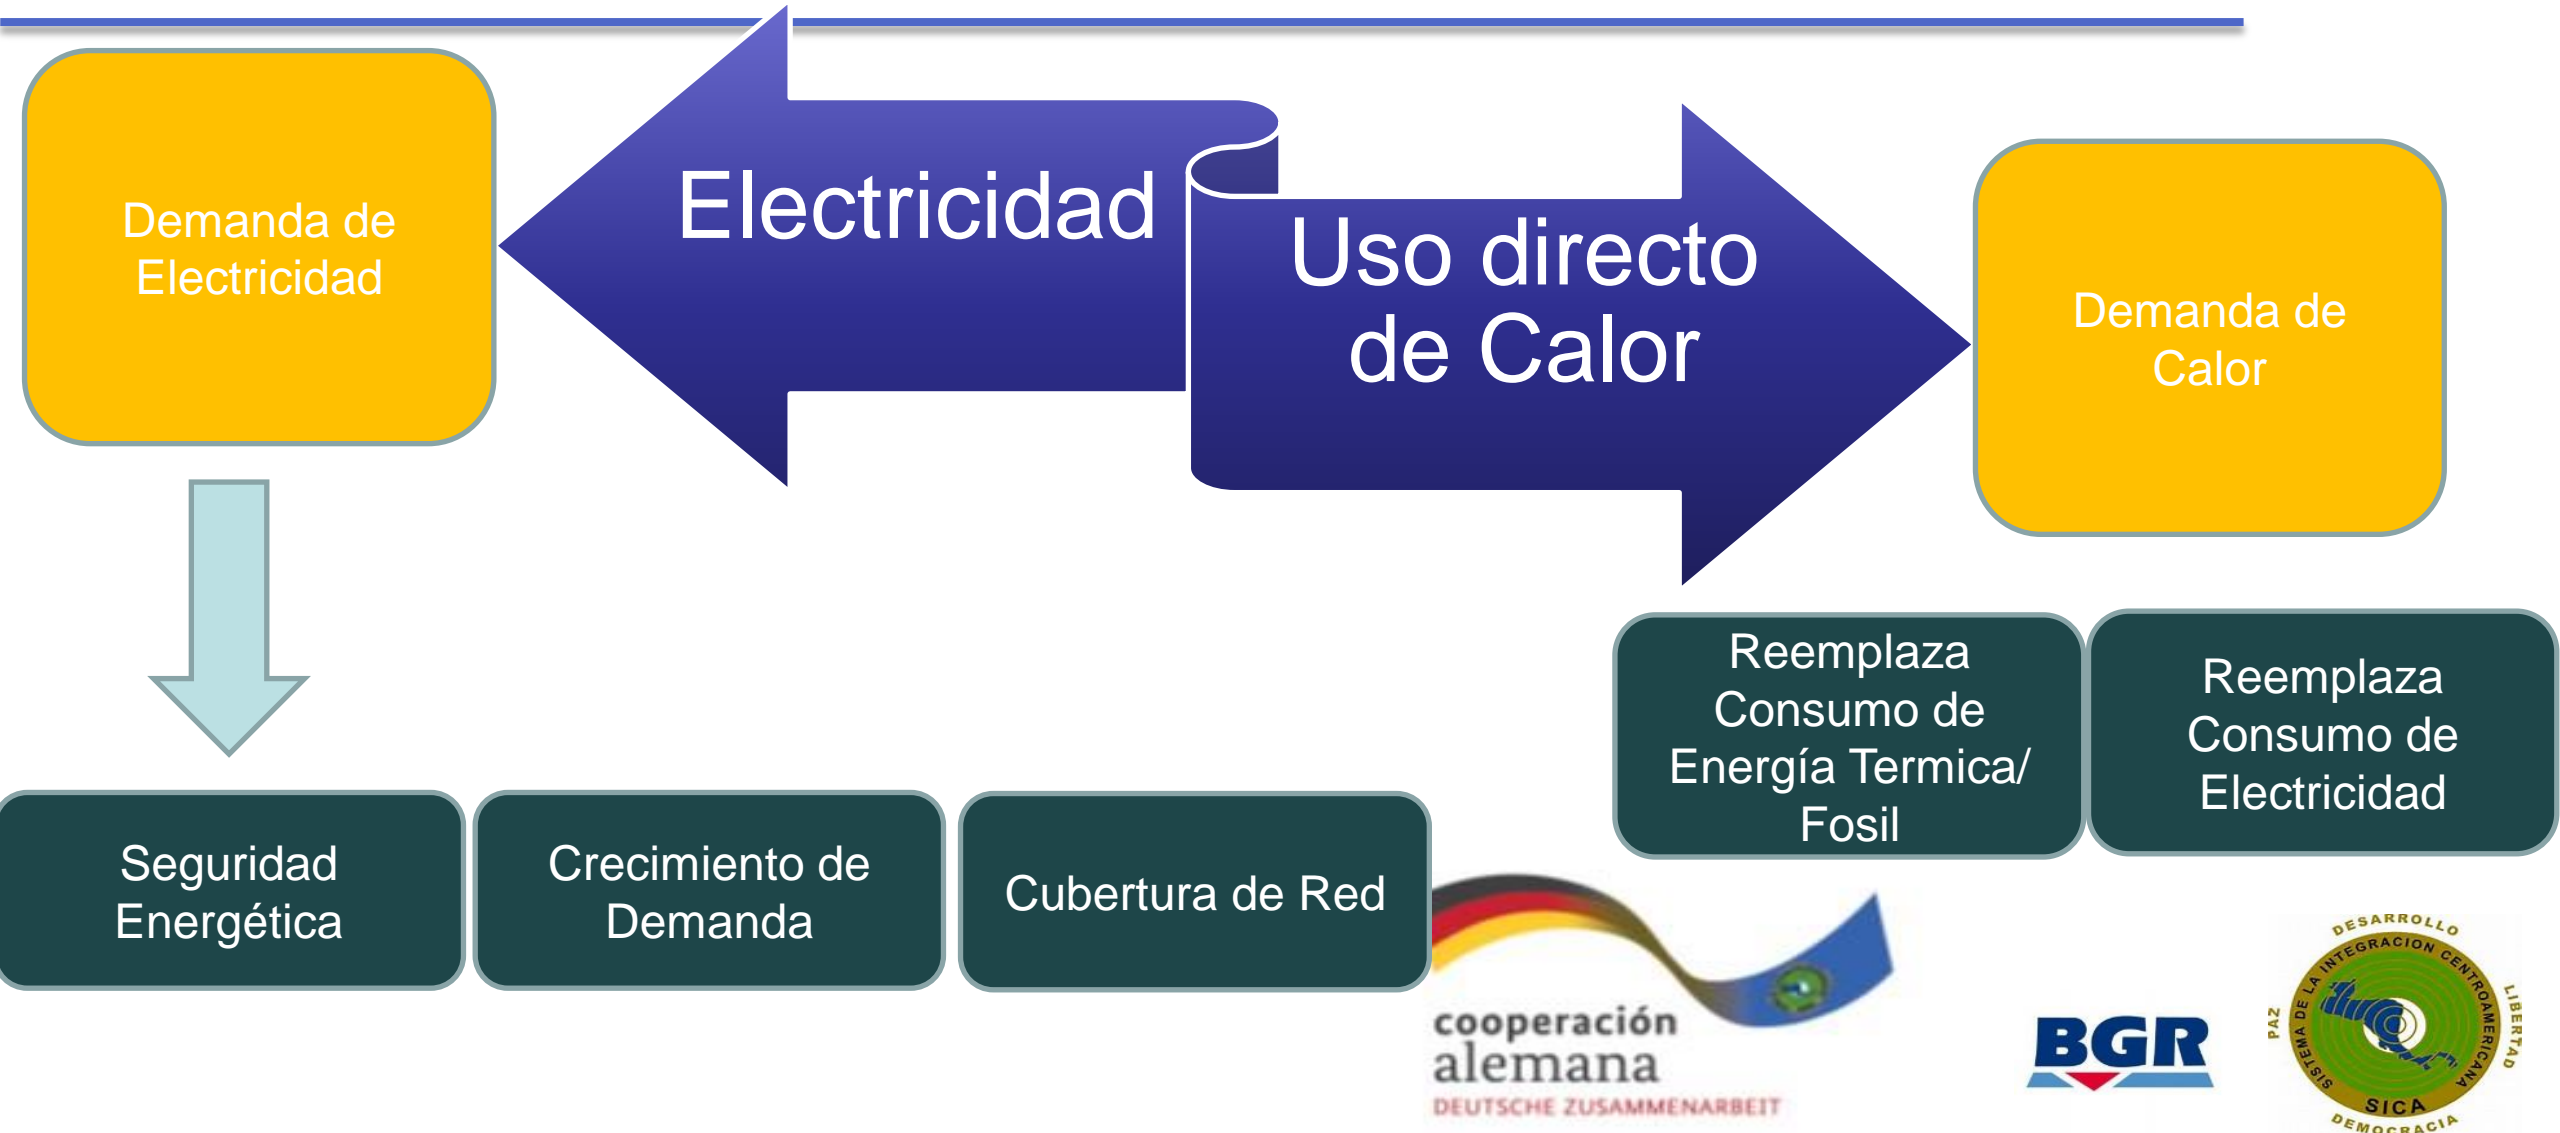 Demanda de
Electricidad
Electricidad
Uso directo
de Calor
Demanda de
Calor
Reemplaza
Consumo de
Energía Termica/
Fosil
Reemplaza
Consumo de
Electricidad
Seguridad
Energética
Crecimiento de
Demanda
Cubertura de Red
cooperación
alemana
DEUTSCHE ZUSAMMENARBEIT
BGR
DESARROLLO
PAZ
LIBERTAD
DEMOCRACIA
SISTEMA DE LA INTEGRACION CENTROAMERICANA
SICA